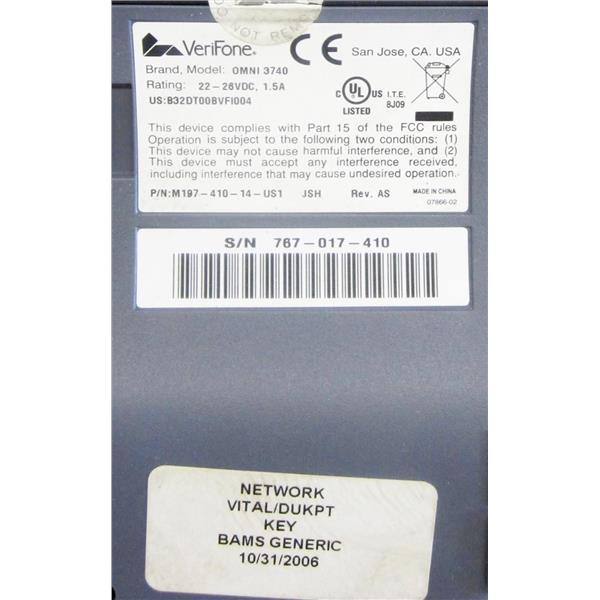 DO NOT REM
VeriFone®
CE
San Jose, CA. USA
Brand, Model: OMNI 3740
Rating: 22-26VDC, 1.5A
US:B32DT00BVFI004
c UL US I.T.E.
LISTED 8J09
This device complies with Part 15 of the FCC rules
Operation is subject to the following two conditions: (1)
This device may not cause harmful interference, and (2)
This device must accept any interference received,
including interference that may cause undesired operation.
P/N:M197-410-14-US1 JSH Rev. AS MADE IN CHINA
07866-02
S/N 767-017-410
NETWORK
VITAL/DUKPT
KEY
BAMS GENERIC
10/31/2006